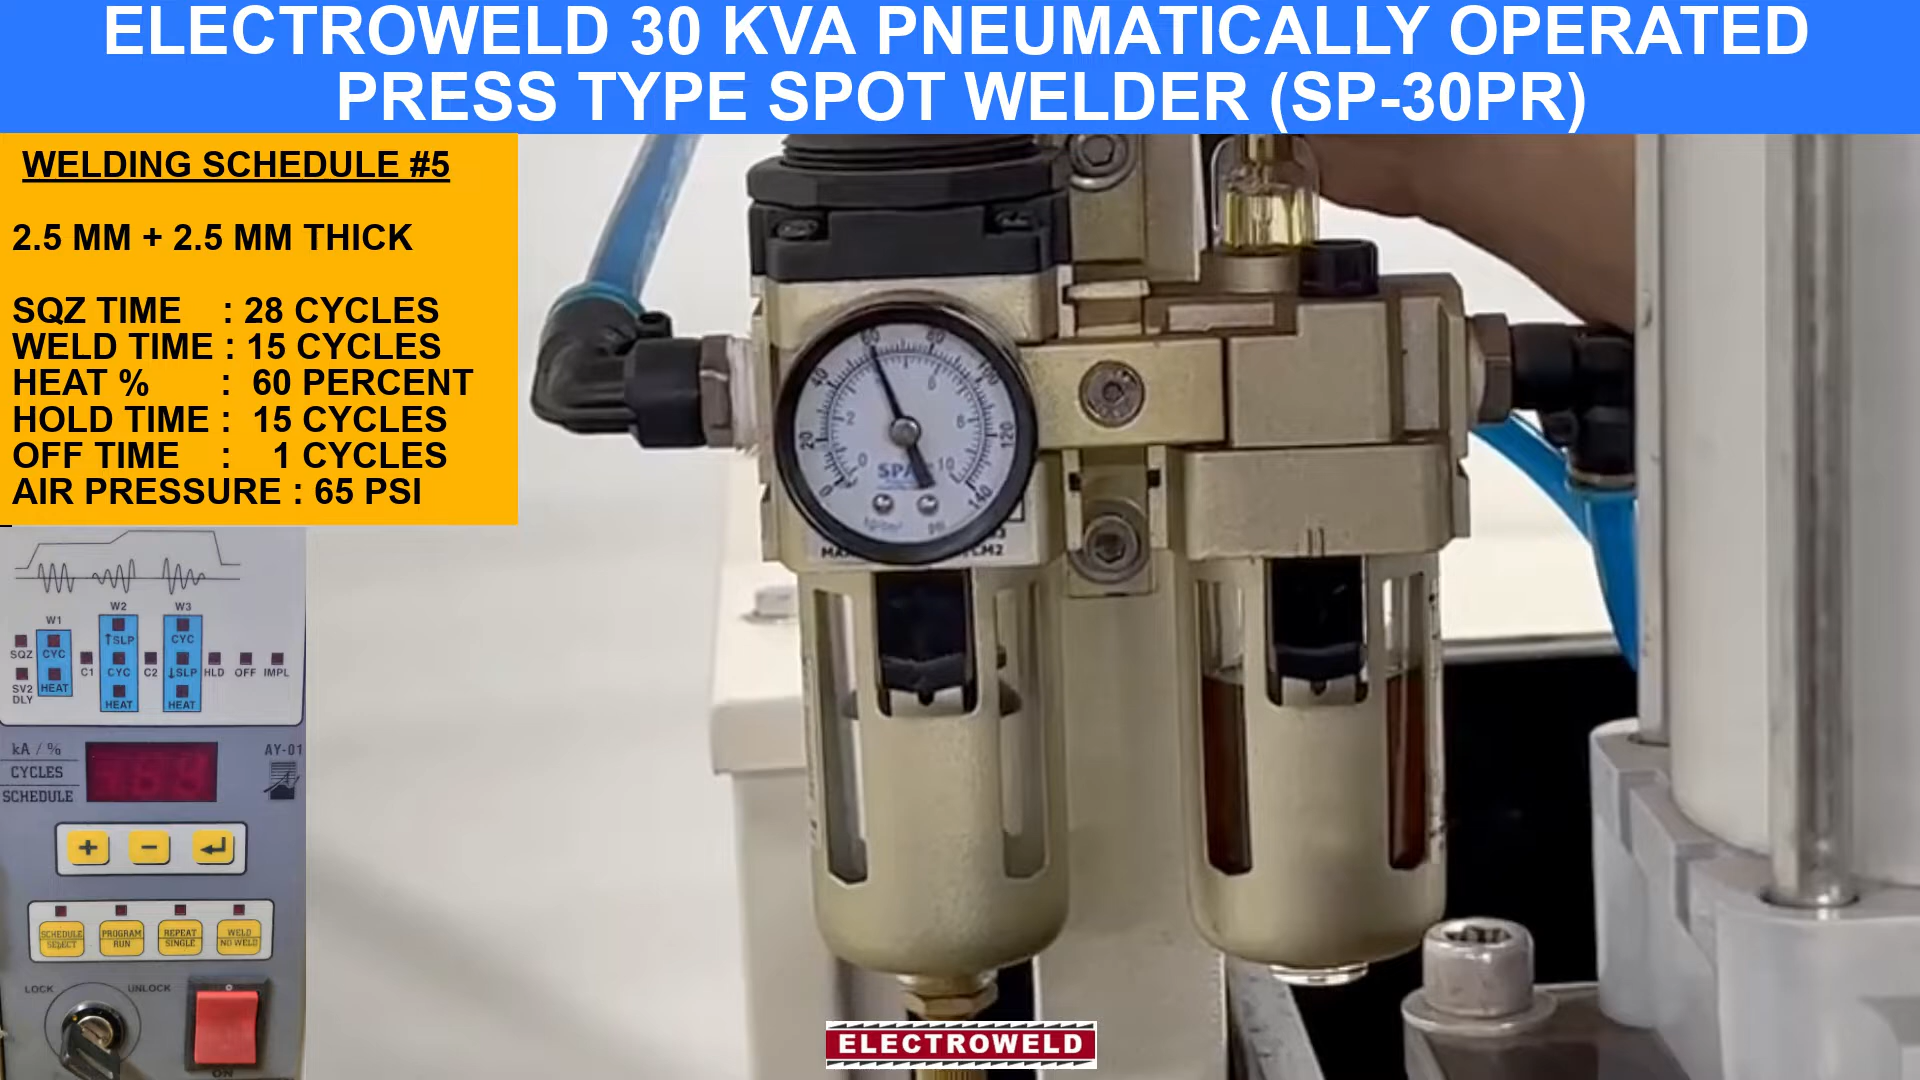 ELECTROWELD 30 KVA PNEUMATICALLY OPERATED
PRESS TYPE SPOT WELDER (SP-30PR)
WELDING SCHEDULE #5
2.5 MM + 2.5 MM THICK
SQZ TIME : 28 CYCLES
WELD TIME : 15 CYCLES
HEAT % : 60 PERCENT
HOLD TIME : 15 CYCLES
OFF TIME : 1 CYCLES
AIR PRESSURE : 65 PSI
W2 W3
W1
↑SLP CYC
SQZ CYC C1 CYC C2 ↓SLP HLD OFF IMPL
SV2 DLY HEAT HEAT HEAT
kA / %
CYCLES
SCHEDULE
AY-01
+ -
SCHEDULE SELECT
PROGRAM RUN
REPEAT SINGLE
WELD NO WELD
LOCK UNLOCK
ON
0 20 40 60 80 100 120 140
0 2 6 8 10
kg/cm² psi
ELECTROWELD